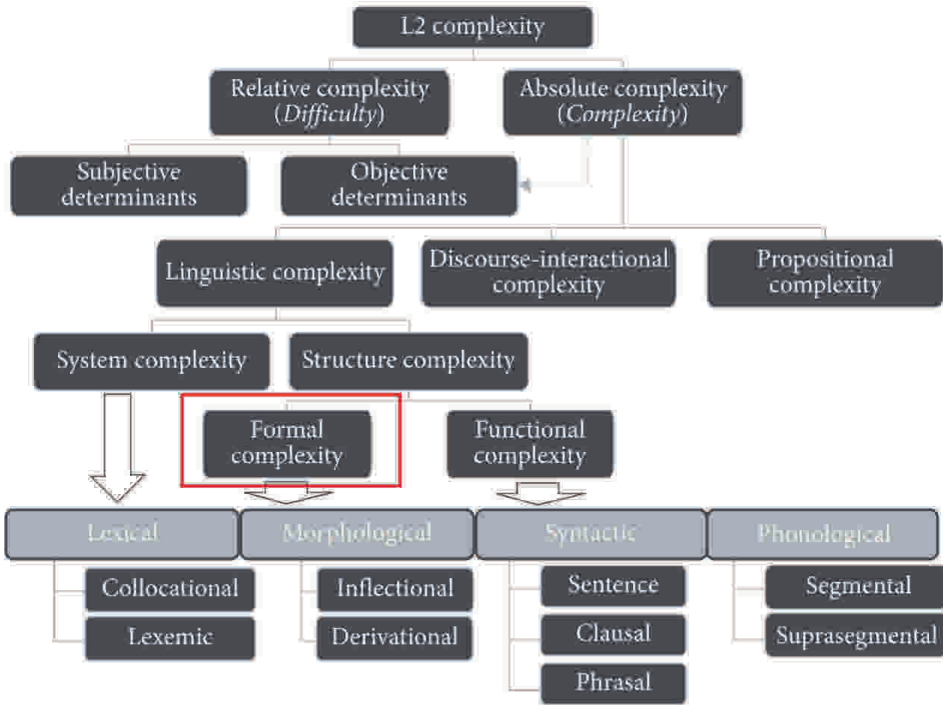 L2 complexity
Relative complexity
(Difficulty)
Absolute complexity
(Complexity)
Subjective
determinants
Objective
determinants
Linguistic complexity
Discourse-interactional
complexity
Propositional
complexity
System complexity
Structure complexity
Formal
complexity
Functional
complexity
Lexical
Morphological
Syntactic
Phonological
Collocational
Lexemic
Inflectional
Derivational
Sentence
Clausal
Phrasal
Segmental
Suprasegmental